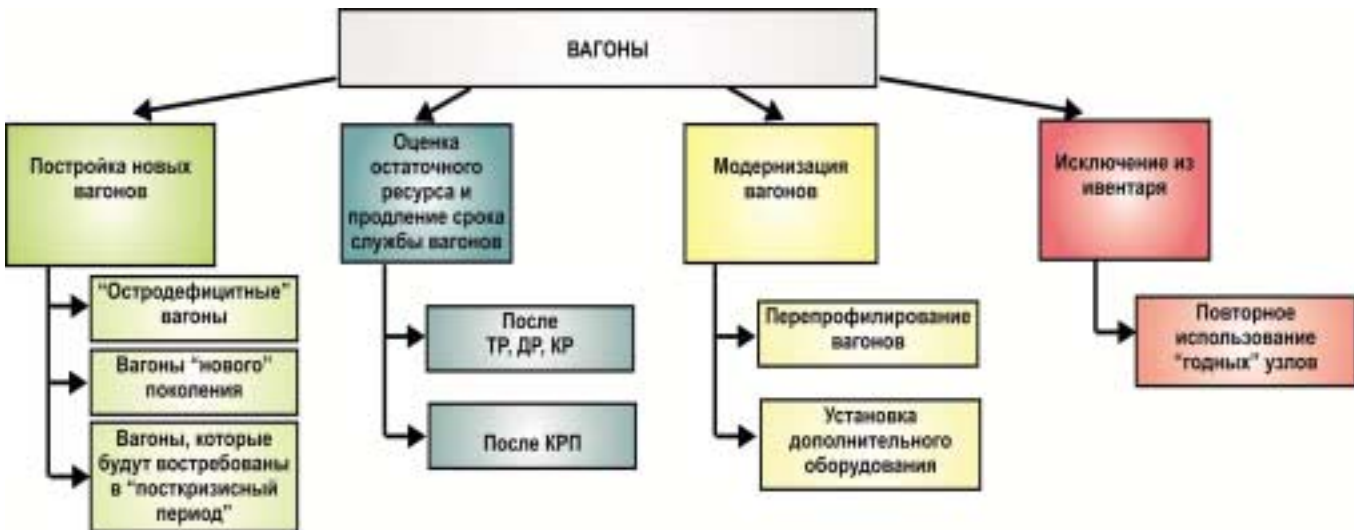 ВАГОНЫ
Постройка новых
вагонов
"Остродефицитные"
вагоны
Вагоны "нового"
поколения
Вагоны, которые
будут востребованы
в "посткризисный
период"
Оценка
остаточного
ресурса и
продление срока
службы вагонов
После
ТР, ДР, КР
После КРП
Модернизация
вагонов
Перепрофилирование
вагонов
Установка
дополнительного
оборудования
Исключение из
ивентаря
Повторное
использование
"годных" узлов